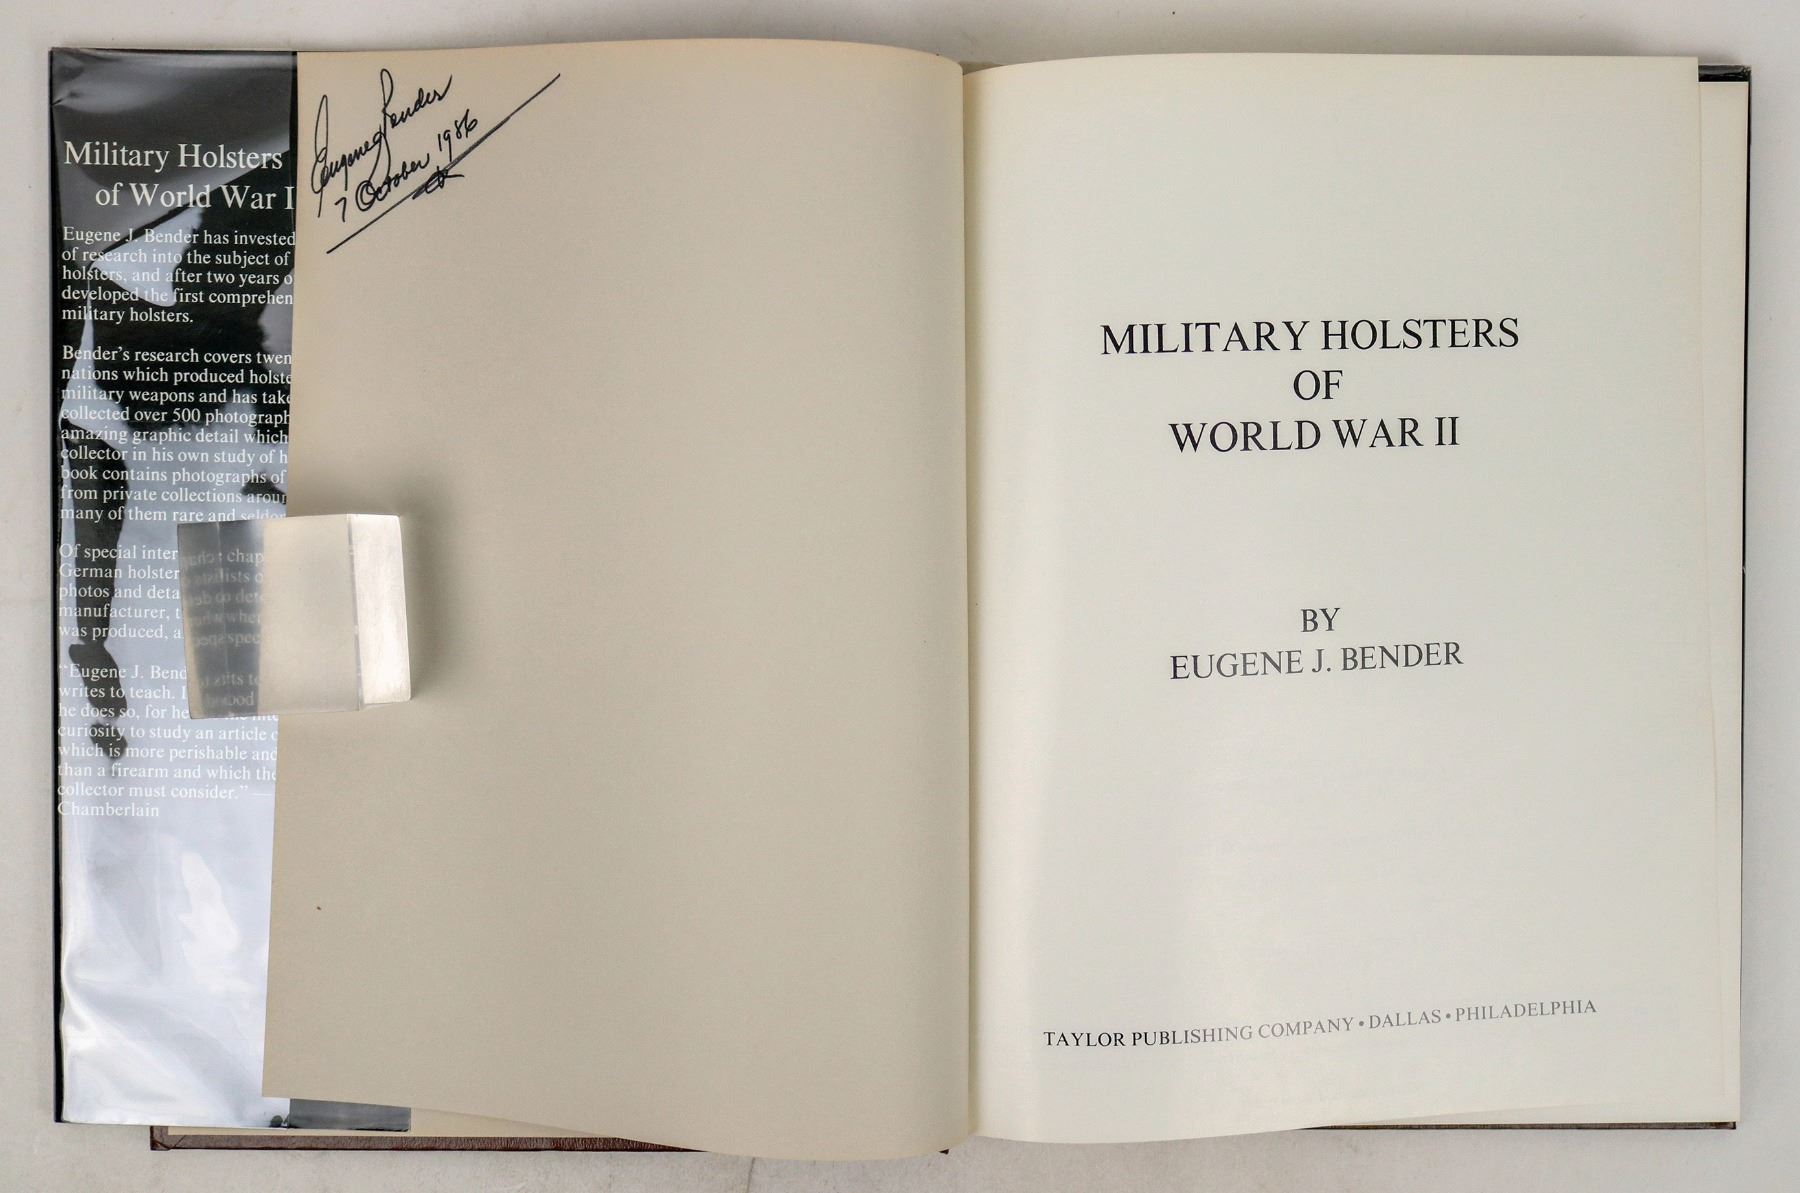 Military Holsters
of World War I
Eugene J. Bender has invested
of research into the subject of
holsters, and after two years o
developed the first comprehen
military holsters.
Bender's research covers twen
nations which produced holste
military weapons and has take
collected over 500 photograph
amazing graphic detail which
collector in his own study of h
book contains photographs of
from private collections aroun
many of them rare and seldom
Of special inter chap
German holster
photos and deta
manufacturer, t
was produced, a spec
"Eugene J. Bend
writes to teach. I
he does so, for he
curiosity to study an article o
which is more perishable and
than a firearm and which the
collector must consider." —
Chamberlain
Eugene J Bender
7 October 1986
MILITARY HOLSTERS
OF
WORLD WAR II
BY
EUGENE J. BENDER
TAYLOR PUBLISHING COMPANY • DALLAS • PHILADELPHIA